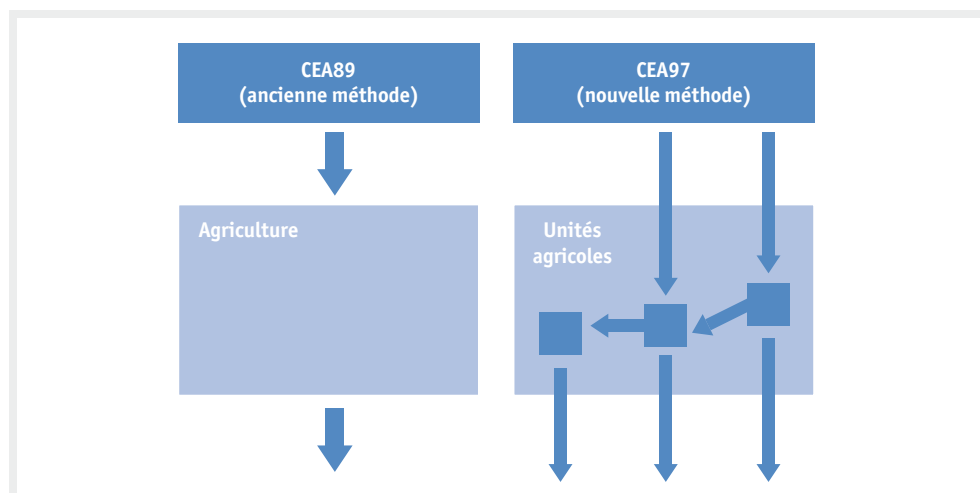 CEA89
(ancienne méthode)
CEA97
(nouvelle méthode)
Agriculture
Unités
agricoles